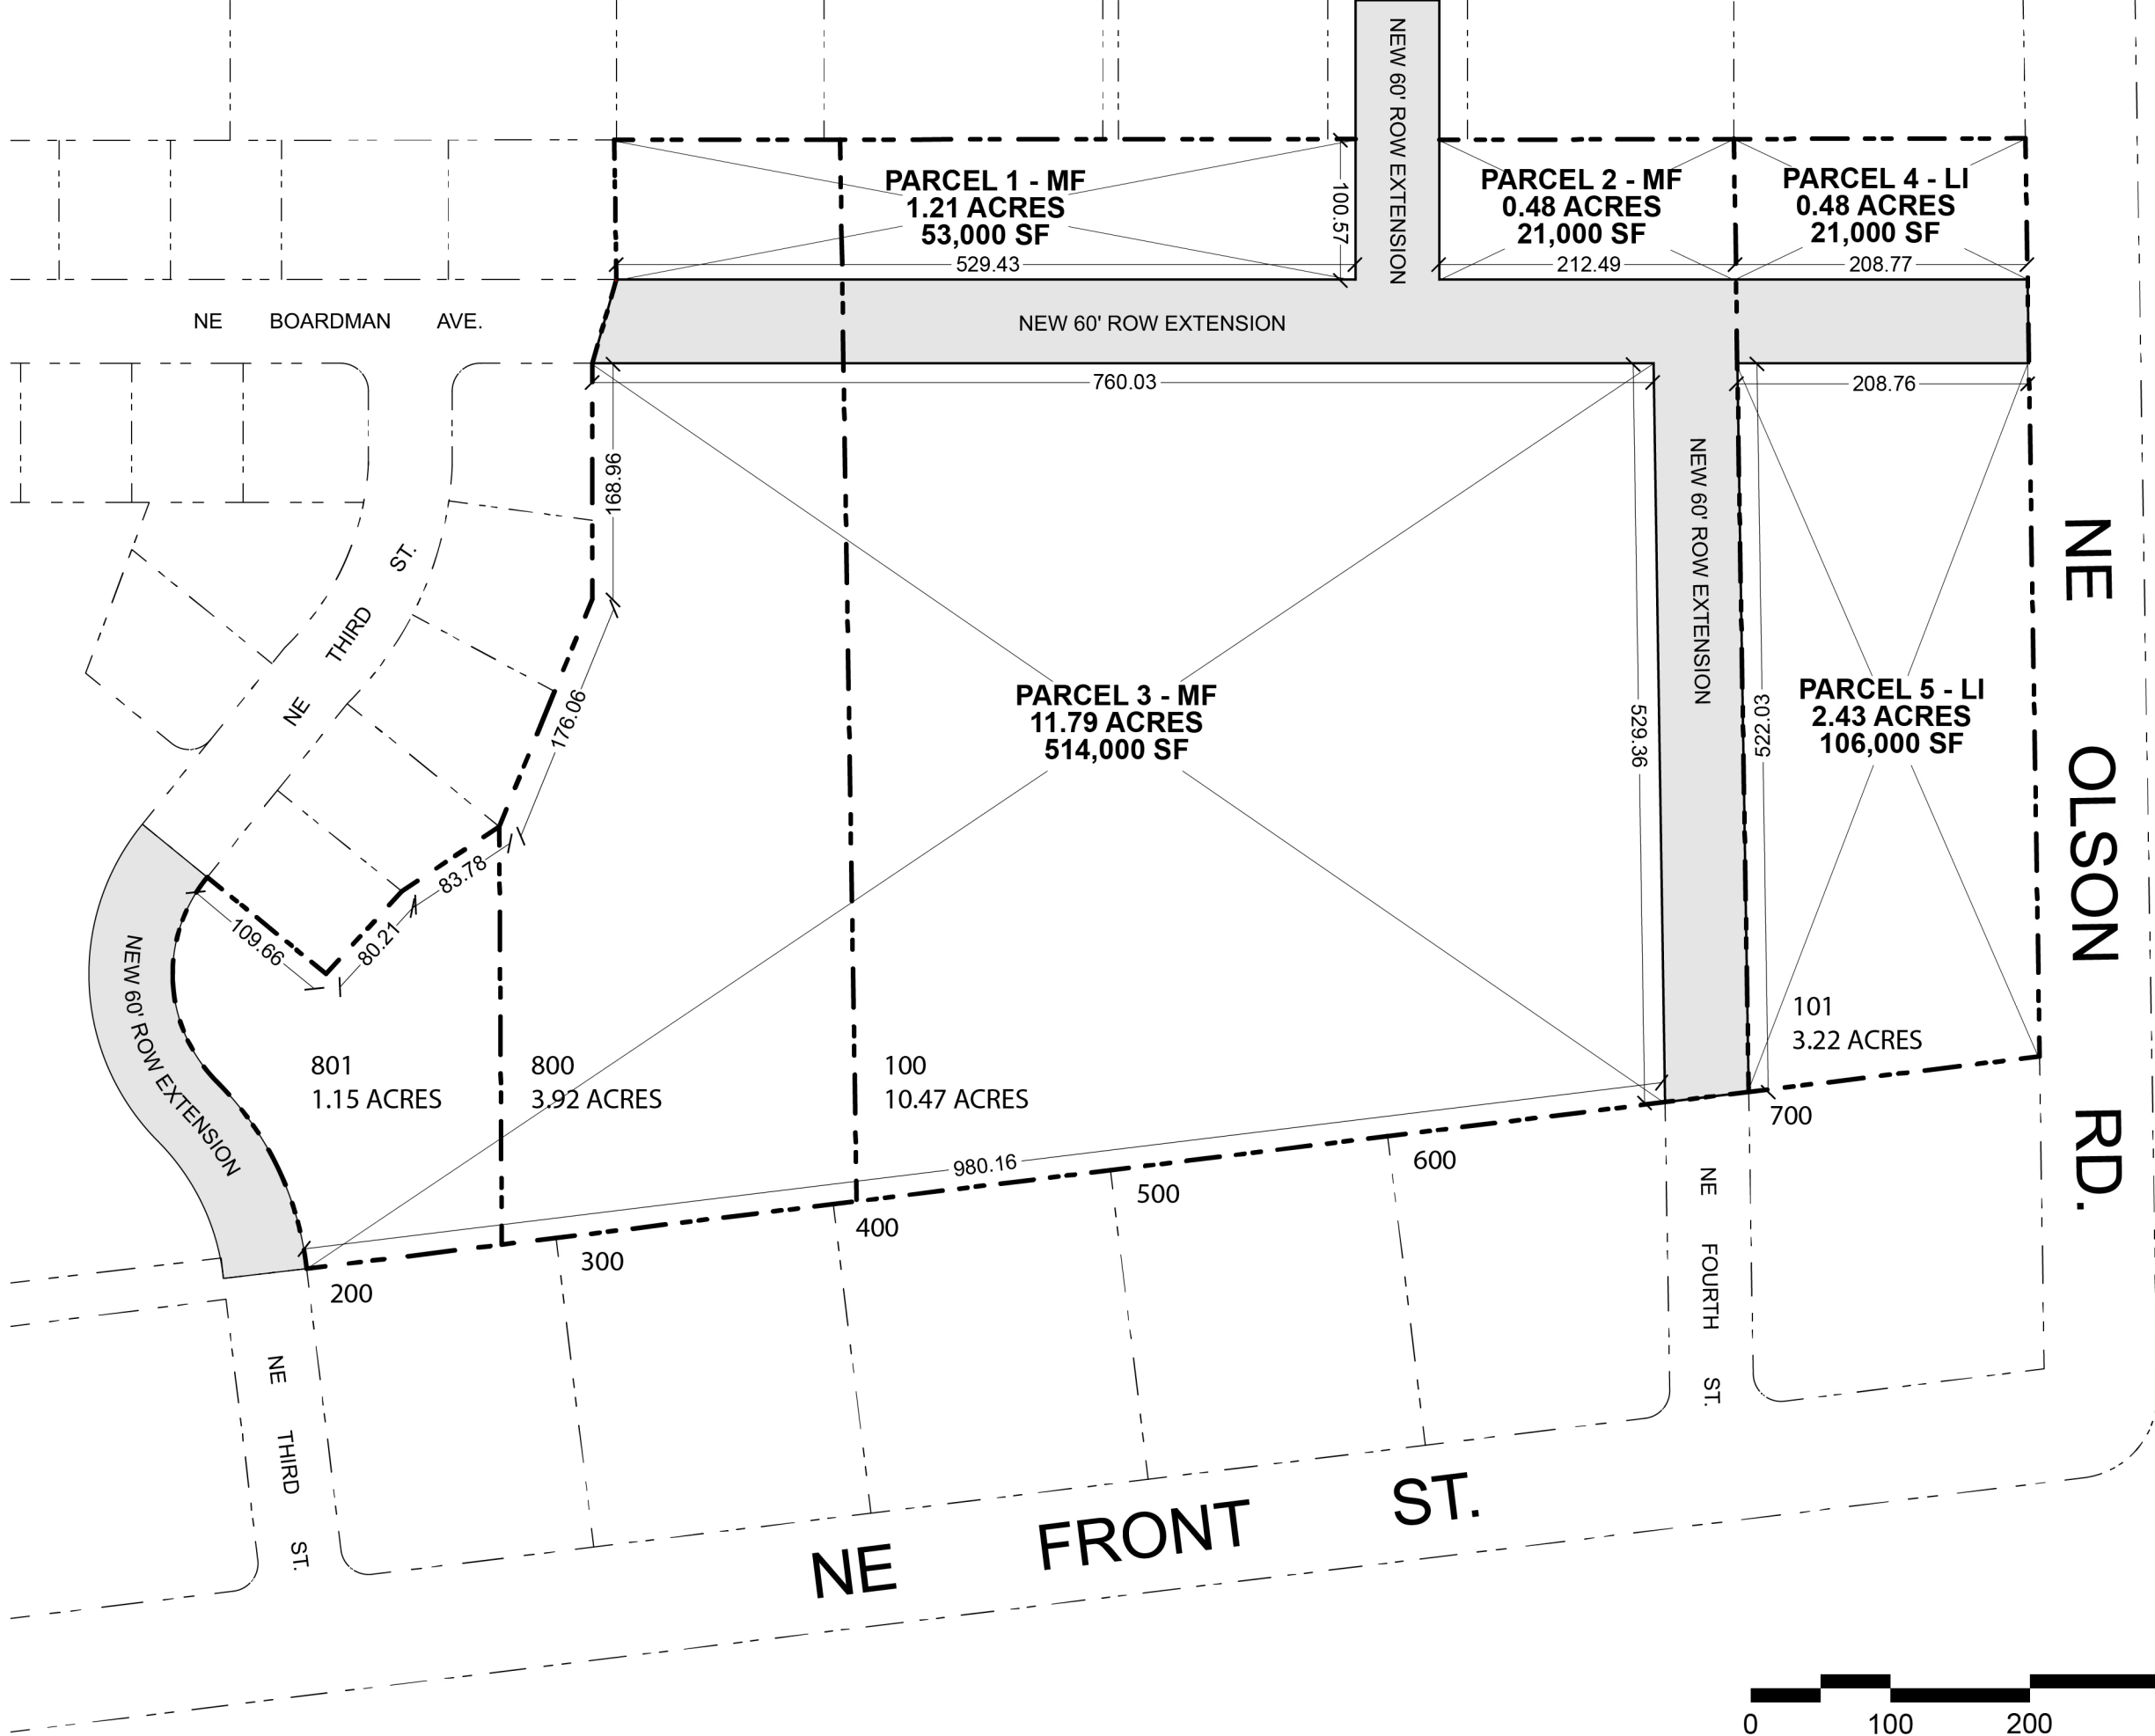 NEW 60' ROW EXTENSION
PARCEL 1 - MF
1.21 ACRES
53,000 SF
529.43
100.57
PARCEL 2 - MF
0.48 ACRES
21,000 SF
212.49
PARCEL 4 - LI
0.48 ACRES
21,000 SF
208.77
NE BOARDMAN AVE.
NEW 60' ROW EXTENSION
760.03
208.76
168.96
NE THIRD ST.
176.06
83.78
80.21
109.66
NEW 60' ROW EXTENSION
PARCEL 3 - MF
11.79 ACRES
514,000 SF
529.36
NEW 60' ROW EXTENSION
522.03
PARCEL 5 - LI
2.43 ACRES
106,000 SF
NE OLSON RD.
801
1.15 ACRES
800
3.92 ACRES
100
10.47 ACRES
101
3.22 ACRES
980.16
200
300
400
500
600
700
NE THIRD ST.
NE FOURTH ST.
NE FRONT ST.
0 100 200